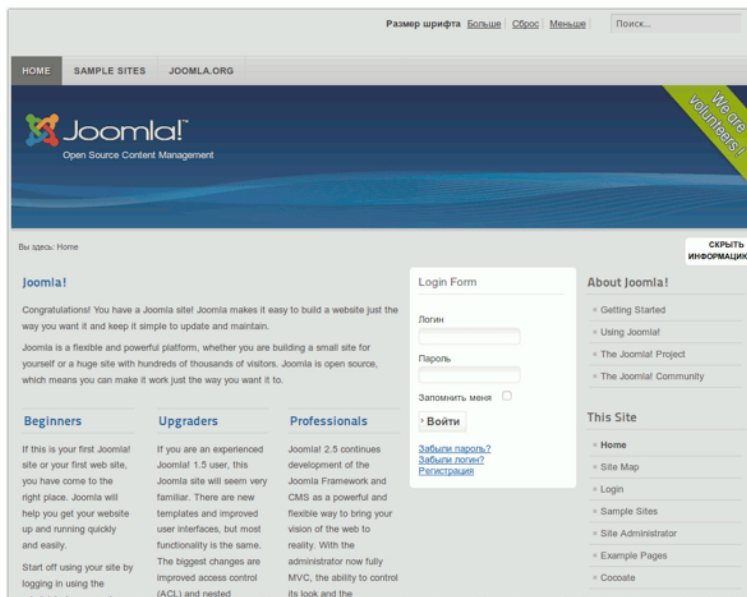 Размер шрифта Больше Сброс Меньше Поиск...
HOME SAMPLE SITES JOOMLA.ORG
Joomla!™
Open Source Content Management
We are
volunteers!
Вы здесь: Home
СКРЫТЬ
ИНФОРМАЦИЮ
Joomla!
Congratulations! You have a Joomla site! Joomla makes it easy to build a website just the
way you want it and keep it simple to update and maintain.
Joomla is a flexible and powerful platform, whether you are building a small site for
yourself or a huge site with hundreds of thousands of visitors. Joomla is open source,
which means you can make it work just the way you want it to.
Beginners
If this is your first Joomla!
site or your first web site,
you have come to the
right place. Joomla will
help you get your website
up and running quickly
and easily.
Start off using your site by
logging in using the
Upgraders
If you are an experienced
Joomla! 1.5 user, this
Joomla site will seem very
familiar. There are new
templates and improved
user interfaces, but most
functionality is the same.
The biggest changes are
improved access control
(ACL) and nested
Professionals
Joomla! 2.5 continues
development of the
Joomla Framework and
CMS as a powerful and
flexible way to bring your
vision of the web to
reality. With the
administrator now fully
MVC, the ability to control
its look and the
Login Form
Логин
Пароль
Запомнить меня
Войти
Забыли пароль?
Забыли логин?
Регистрация
About Joomla!
Getting Started
Using Joomla!
The Joomla! Project
The Joomla! Community
This Site
Home
Site Map
Login
Sample Sites
Site Administrator
Example Pages
Cocoate